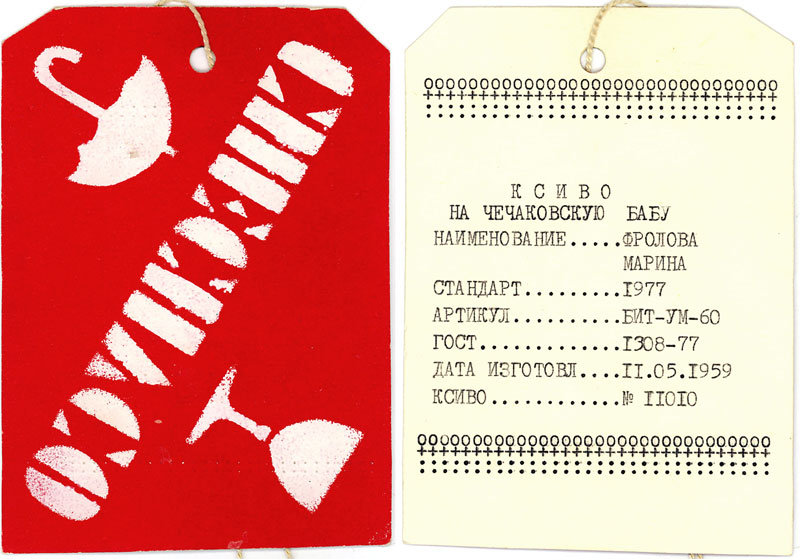 КСИВО
НА ЧЕЧАКОВСКУЮ БАБУ
НАИМЕНОВАНИЕ.....ФРОЛОВА
МАРИНА
СТАНДАРТ.........1977
АРТИКУЛ..........БИТ-УМ-60
ГОСТ.............1308-77
ДАТА ИЗГОТОВЛ....11.05.1959
КСИВО............№ 11010